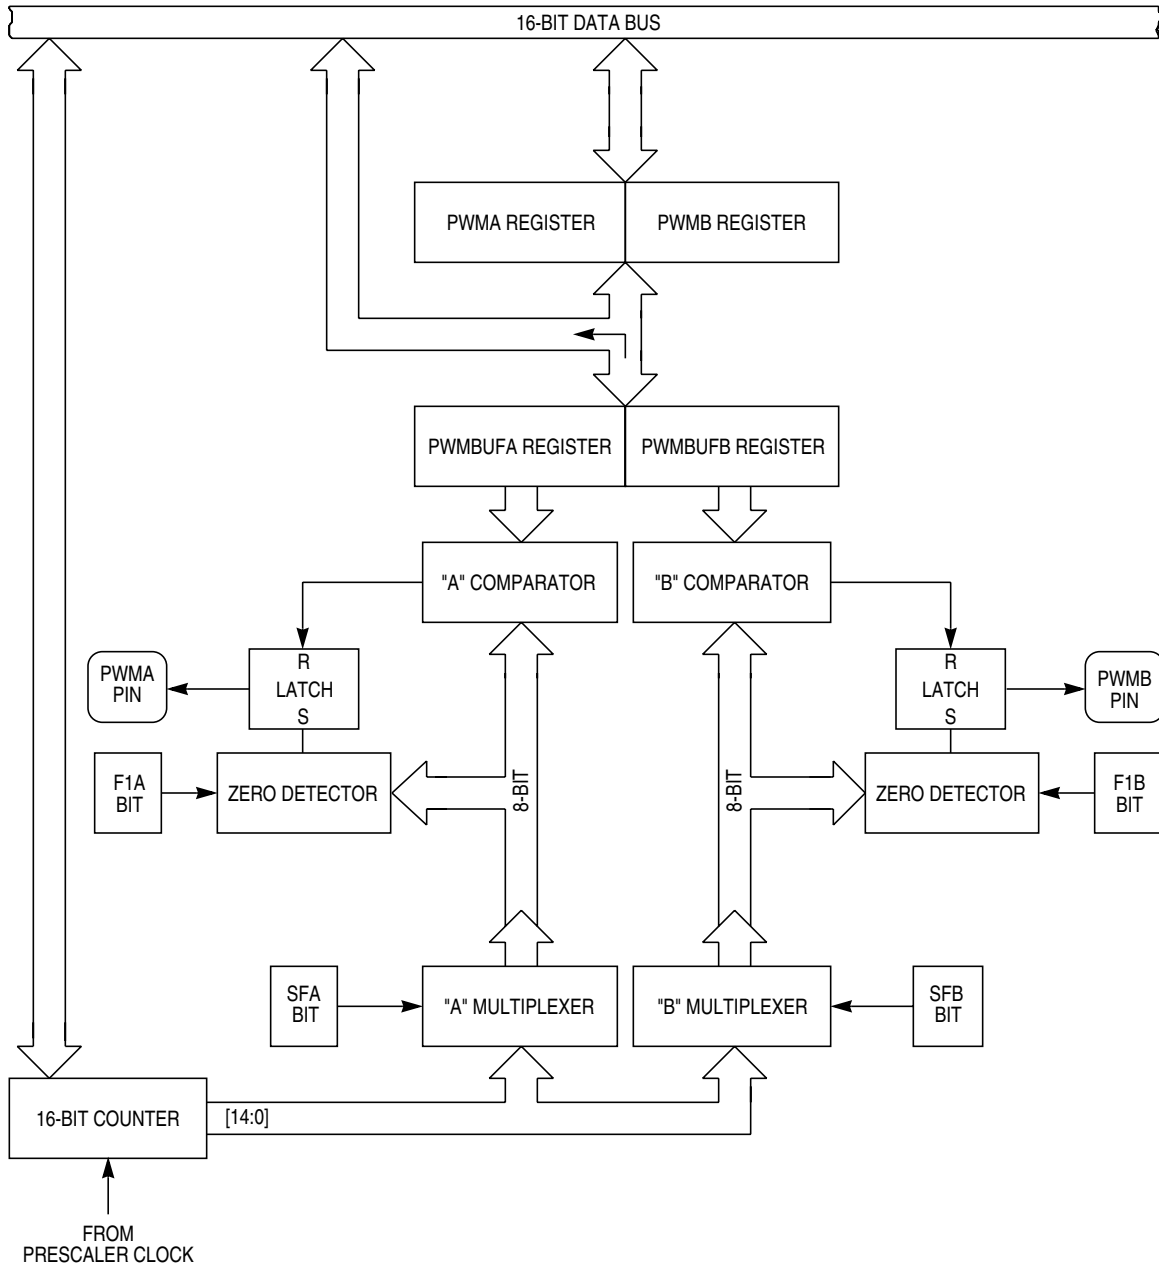 16-BIT DATA BUS
PWMA REGISTER
PWMB REGISTER
PWMBUFA REGISTER
PWMBUFB REGISTER
"A" COMPARATOR
"B" COMPARATOR
PWMA
PIN
R
LATCH
S
R
LATCH
S
PWMB
PIN
F1A
BIT
ZERO DETECTOR
8-BIT
8-BIT
ZERO DETECTOR
F1B
BIT
SFA
BIT
"A" MULTIPLEXER
"B" MULTIPLEXER
SFB
BIT
16-BIT COUNTER
[14:0]
FROM
PRESCALER CLOCK